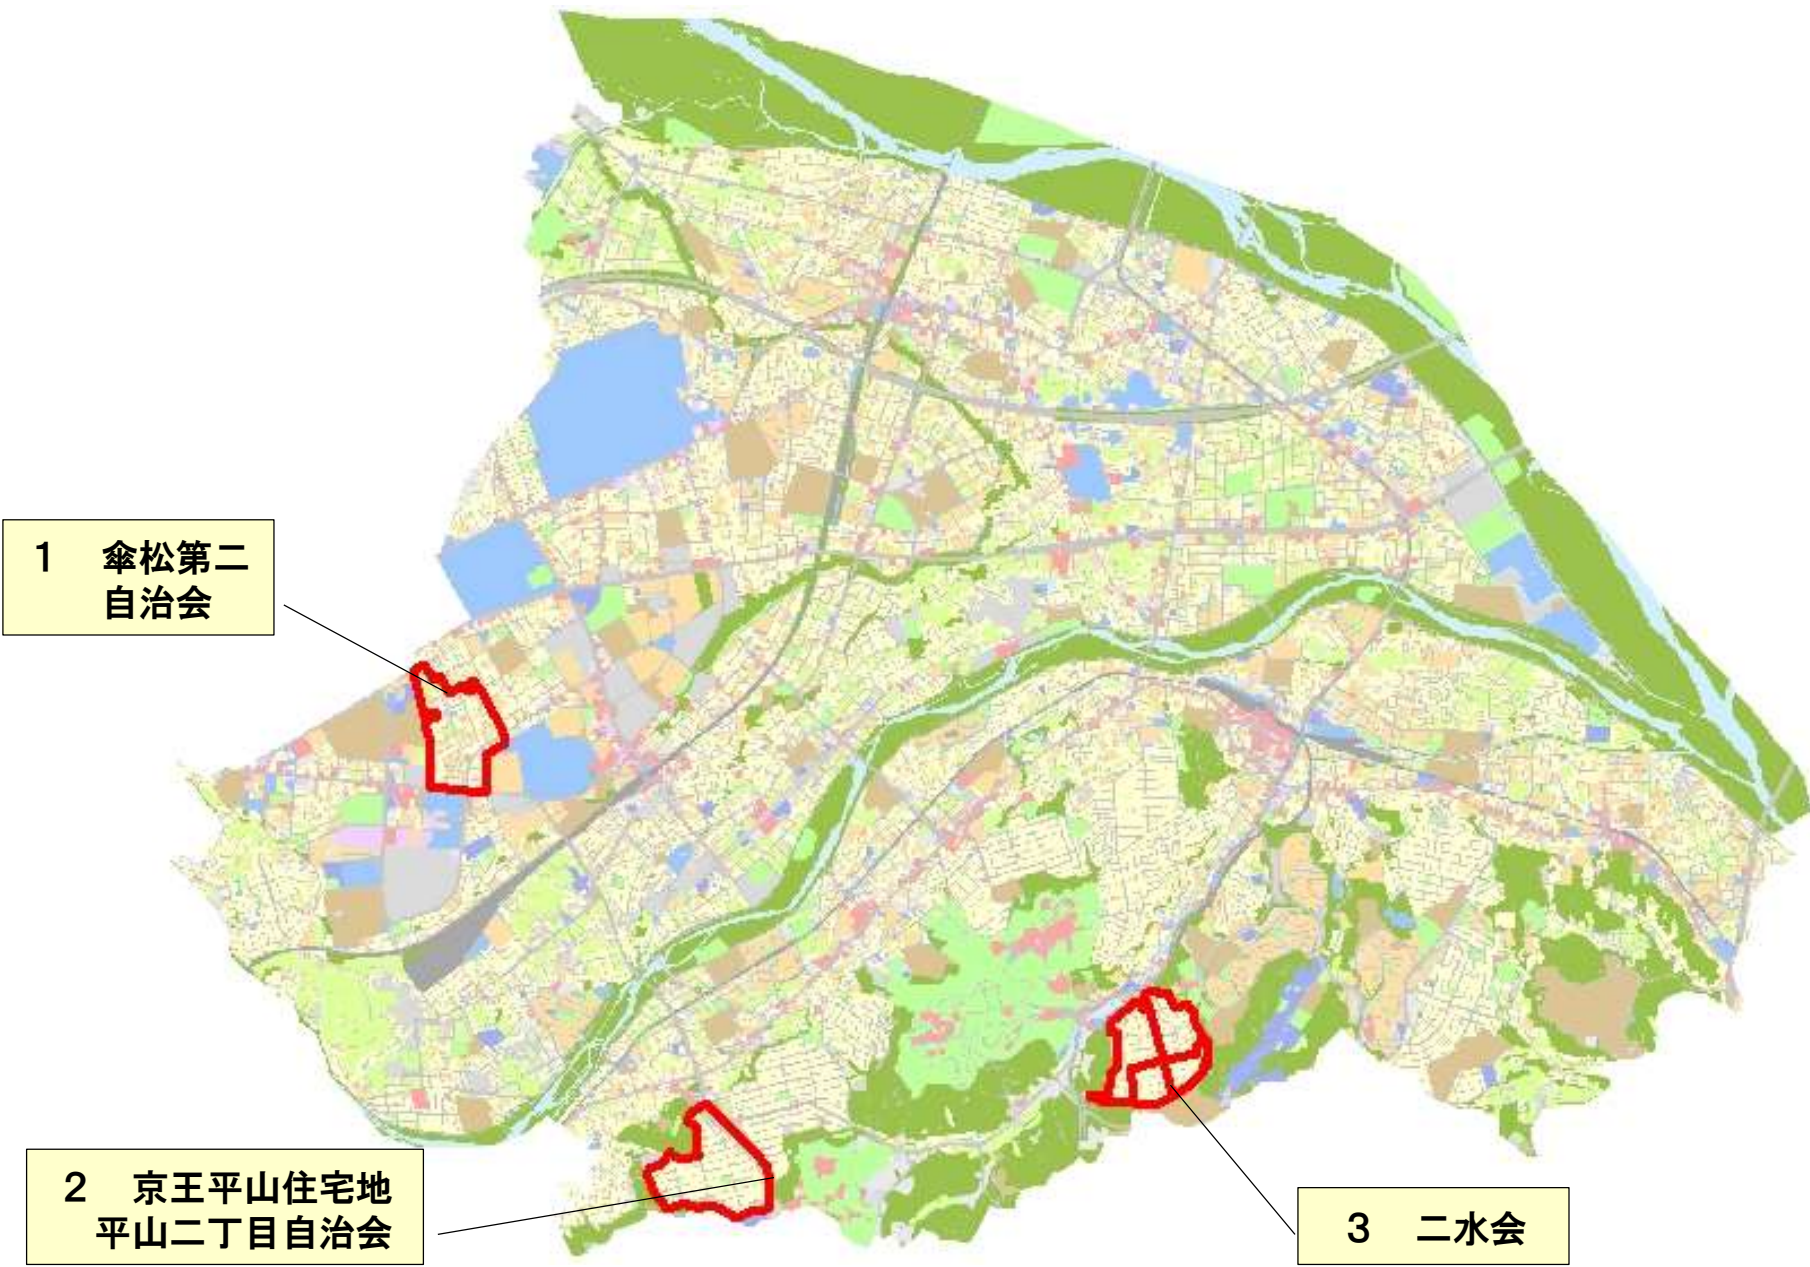 1　傘松第二
自治会
2　京王平山住宅地
平山二丁目自治会
3　二水会